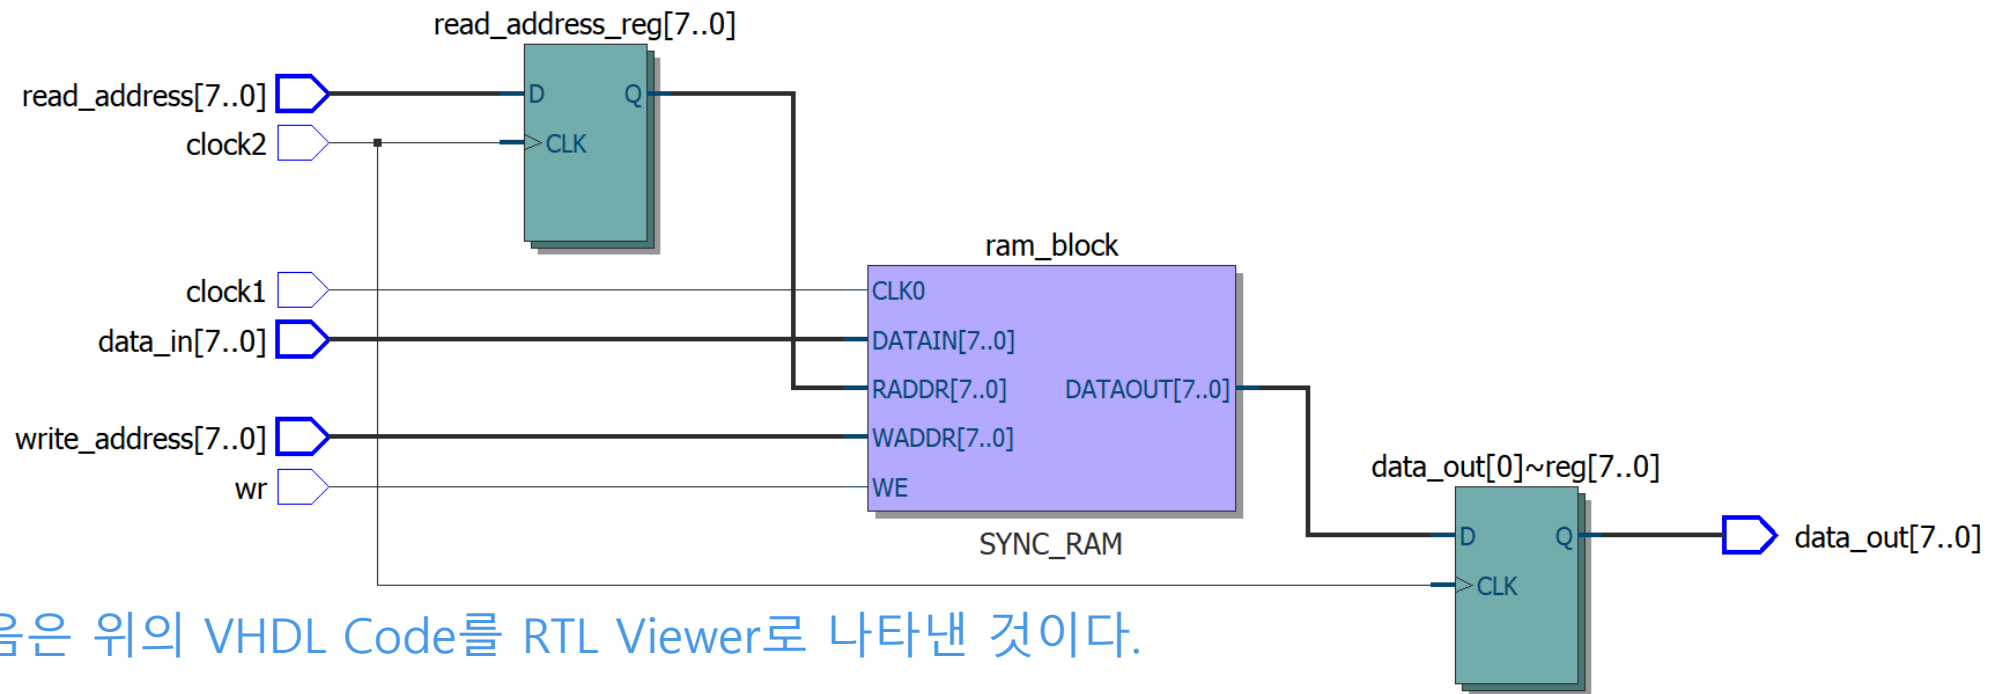 read_address_reg[7..0]
read_address[7..0]
D
Q
clock2
CLK
ram_block
clock1
CLK0
data_in[7..0]
DATAIN[7..0]
RADDR[7..0]
DATAOUT[7..0]
write_address[7..0]
WADDR[7..0]
wr
WE
SYNC_RAM
data_out[0]~reg[7..0]
D
Q
data_out[7..0]
CLK
위의 VHDL Code를 RTL Viewer로 나타낸 것이다.